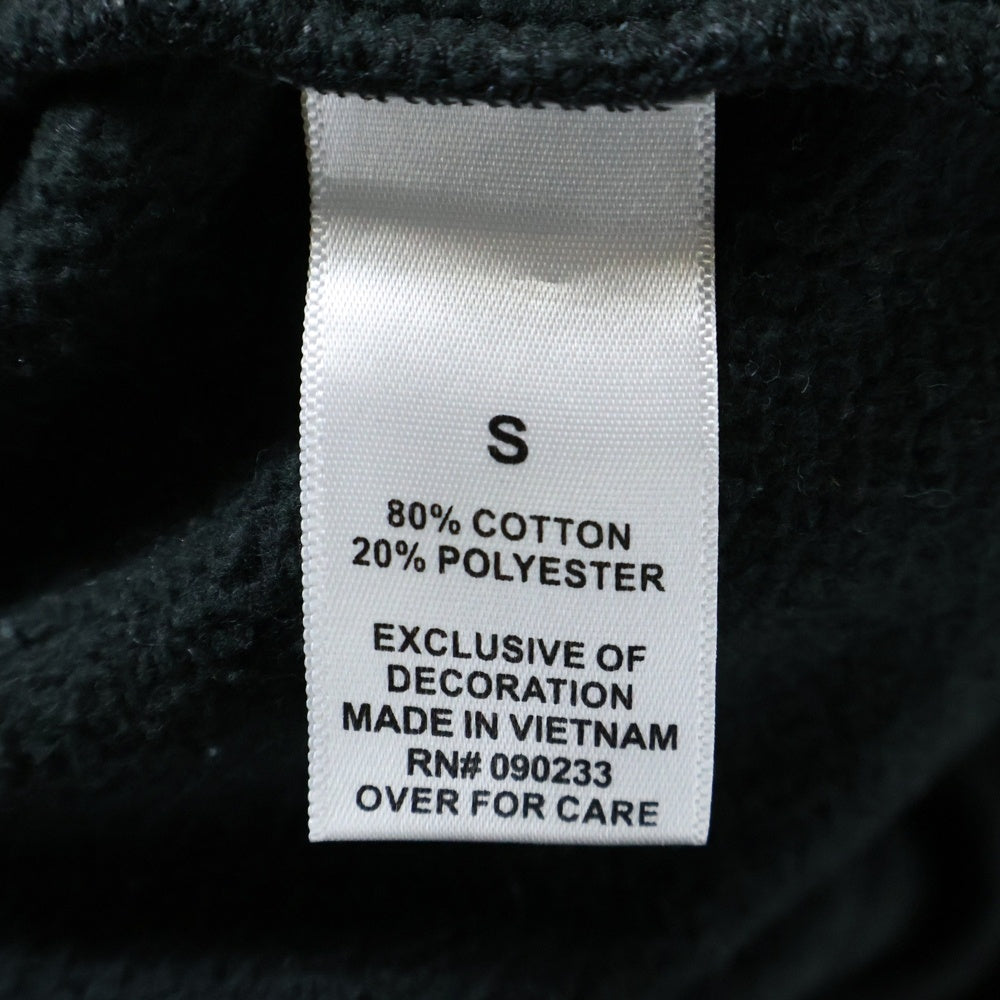 S
80% COTTON
20% POLYESTER
EXCLUSIVE OF
DECORATION
MADE IN VIETNAM
RN# 090233
OVER FOR CARE